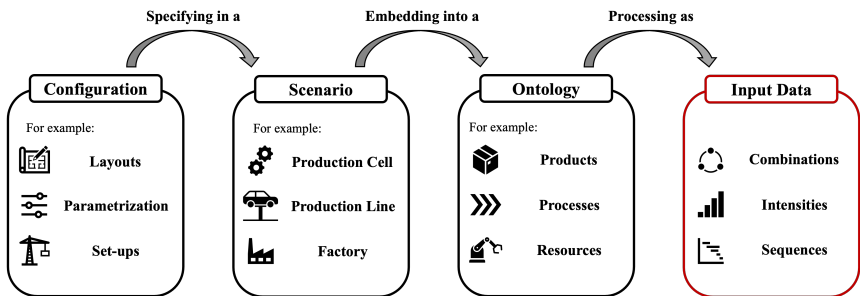 Specifying in a
Embedding into a
Processing as
Configuration
For example:
Layouts
Parametrization
Set-ups
Scenario
For example:
Production Cell
Production Line
Factory
Ontology
For example:
Products
Processes
Resources
Input Data
Combinations
Intensities
Sequences